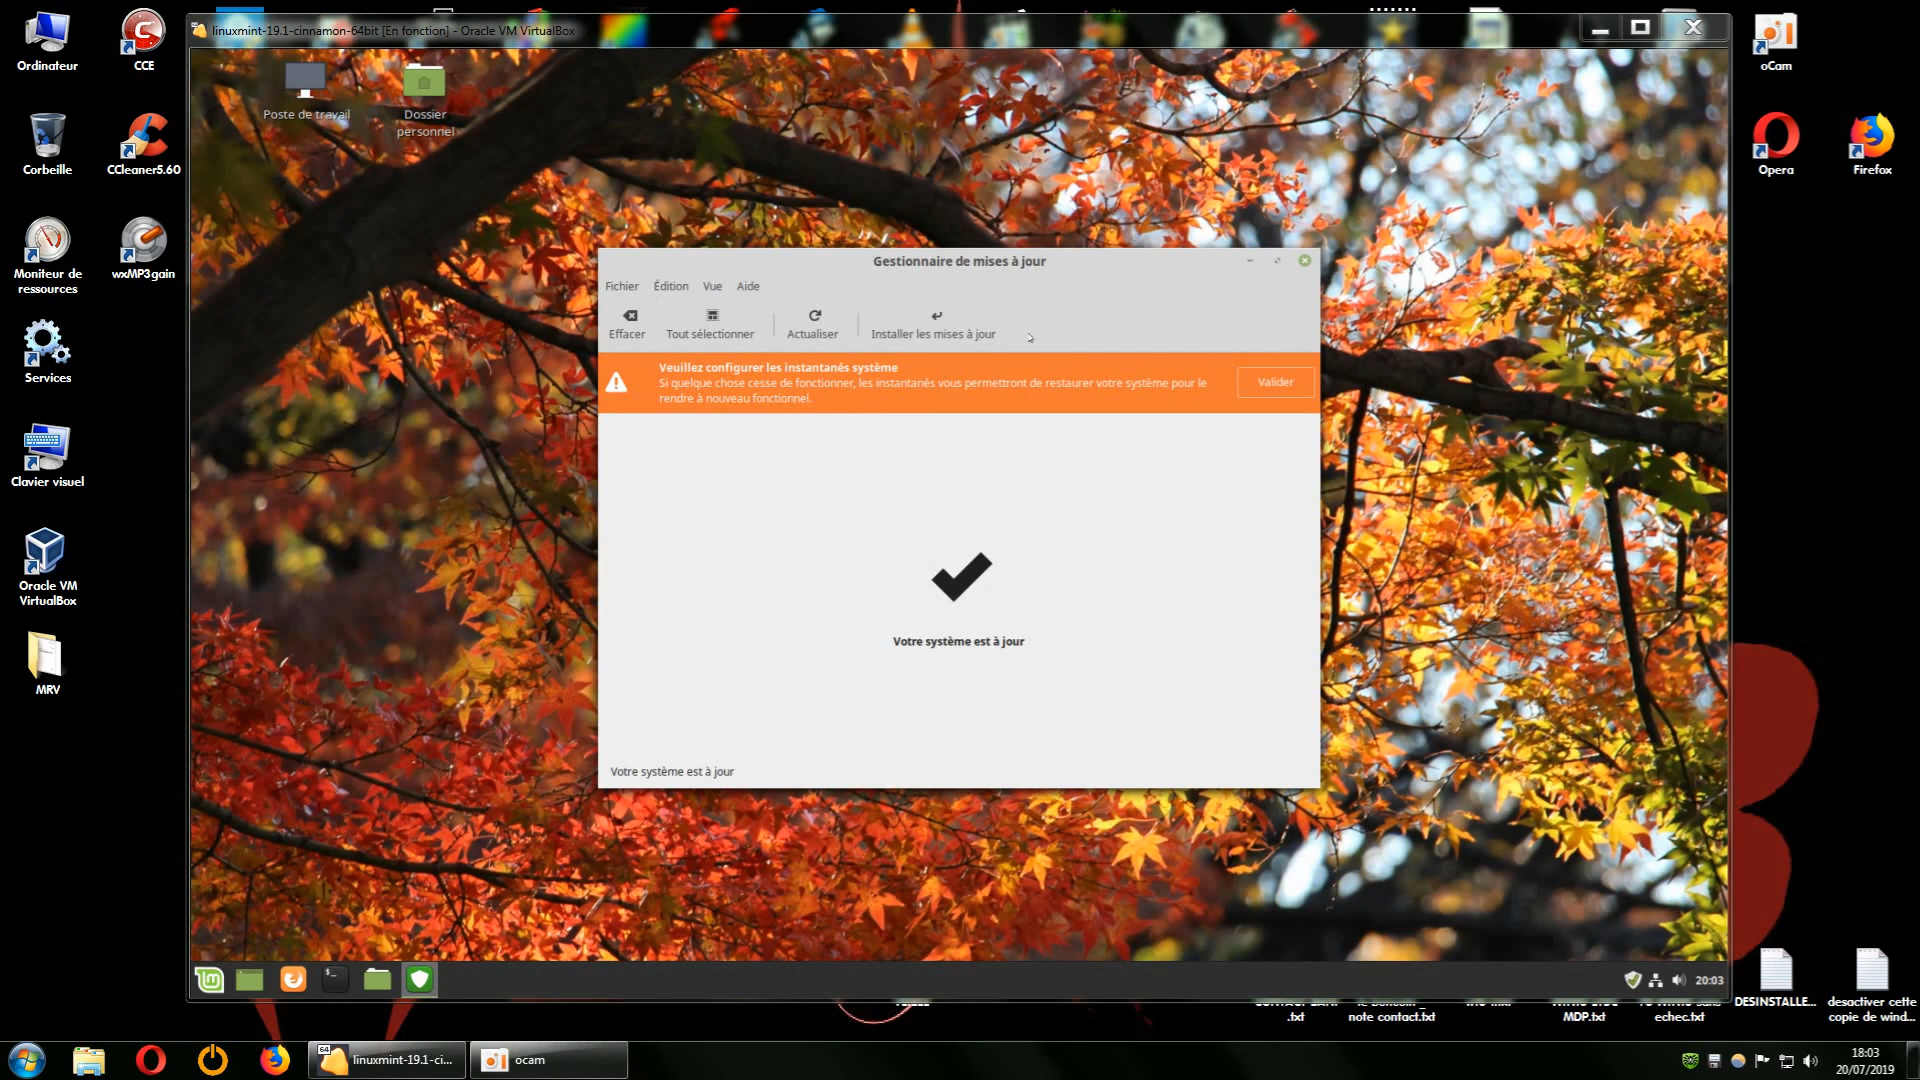 linuxmint-19.1-cinnamon-64bit [En fonction] - Oracle VM VirtualBox
Ordinateur
CCE
oCam
Poste de travail
Dossier
personnel
Corbeille
CCleaner5.60
Opera
Firefox
Moniteur de
ressources
wxMP3gain
Gestionnaire de mises à jour
Fichier Édition Vue Aide
Effacer Tout sélectionner Actualiser Installer les mises à jour
Veuillez configurer les instantanés système
Si quelque chose cesse de fonctionner, les instantanés vous permettront de restaurer votre système pour le
rendre à nouveau fonctionnel.
Valider
Services
Clavier visuel
Oracle VM
VirtualBox
MRV
Votre système est à jour
Votre système est à jour
20:03
DESINSTALLE...
desactiver cette
copie de wind...
.txt
note contact.txt
MDP.txt
echec.txt
64
linuxmint-19.1-ci...
ocam
18:03
20/07/2019